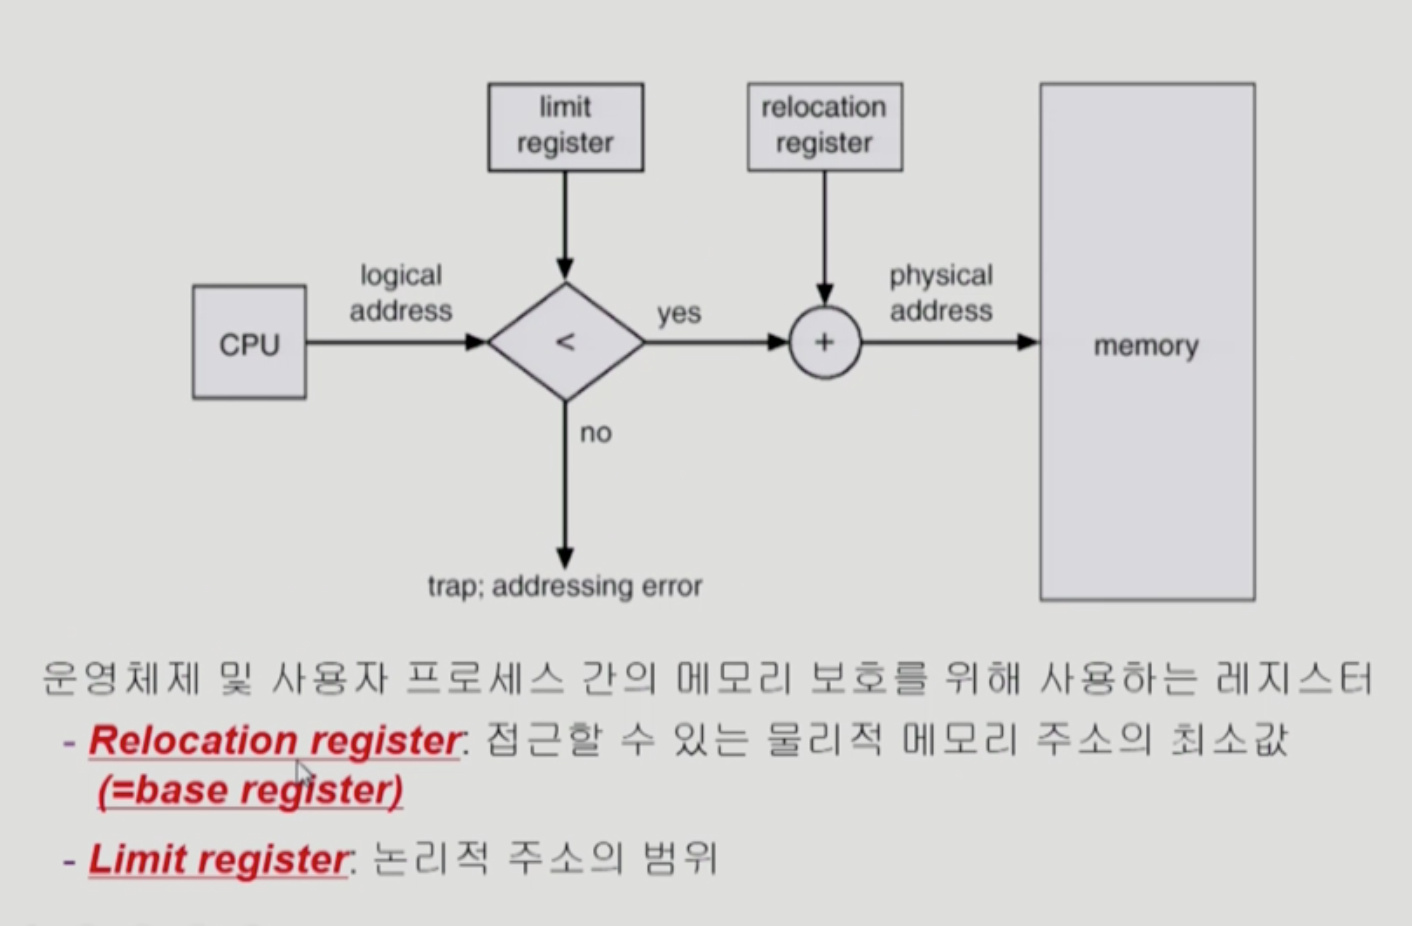 limit
register
relocation
register
logical
address
physical
address
CPU
<
yes
+
memory
no
trap; addressing error
운영체제 및 사용자 프로세스 간의 메모리 보호를 위해 사용하는 레지스터
- Relocation register: 접근할 수 있는 물리적 메모리 주소의 최소값
(=base register)
- Limit register: 논리적 주소의 범위